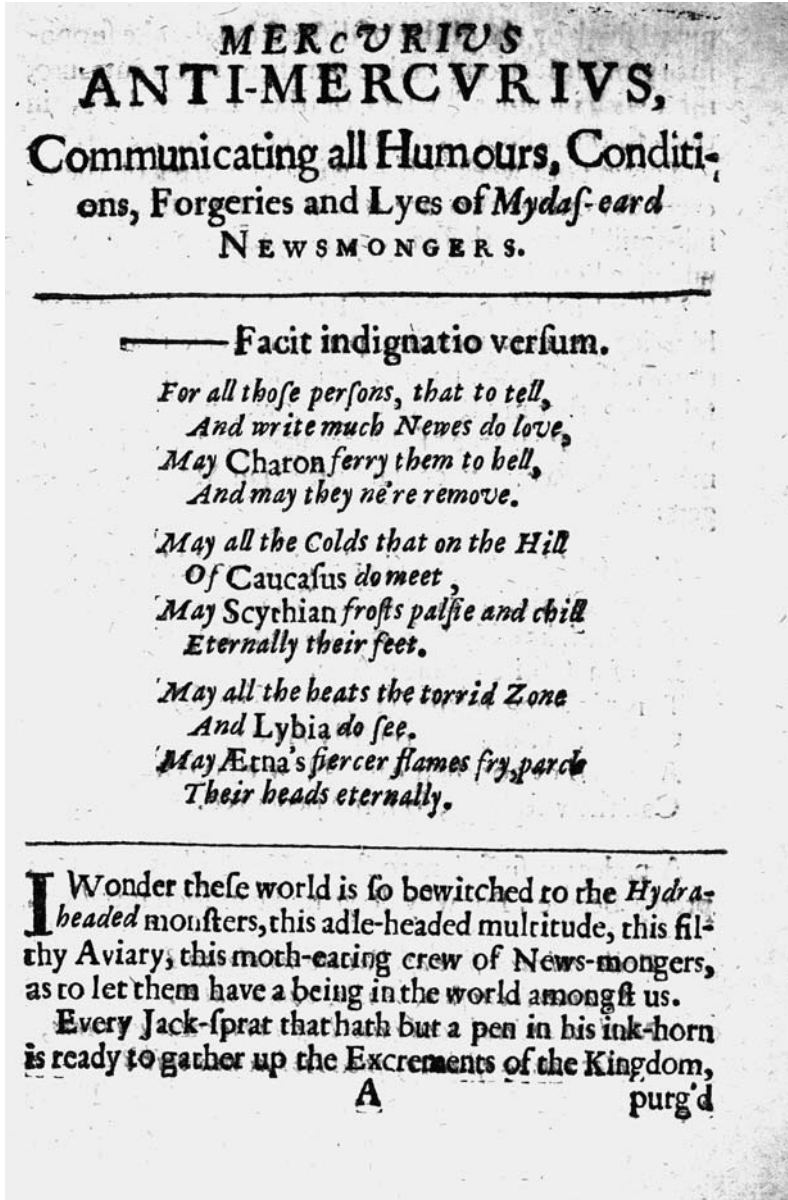 MERcURIUS
ANTI-MERCVRIVS,
Communicating all Humours, Conditi-
ons, Forgeries and Lyes of Mydaſ-eard
NEWSMONGERS.
Facit indignatio verſum.
For all thoſe perſons, that to tell,
And write much Newes do love,
May Charon ferry them to hell,
And may they ne're remove.
May all the Colds that on the Hill
Of Caucaſus do meet,
May Scythian froſts palſie and chill
Eternally their feet.
May all the heats the torrid Zone
And Lybia do ſee.
May Ætna's fiercer flames fry, parch
Their heads eternally.
I Wonder theſe world is ſo bewitched to the Hydra-
headed monſters, this adle-headed multitude, this fil-
thy Aviary, this moth-eating crew of News-mongers,
as to let them have a being in the world amongſt us.
Every Jack-ſprat that hath but a pen in his ink-horn
is ready to gather up the Excrements of the Kingdom,
A purg'd